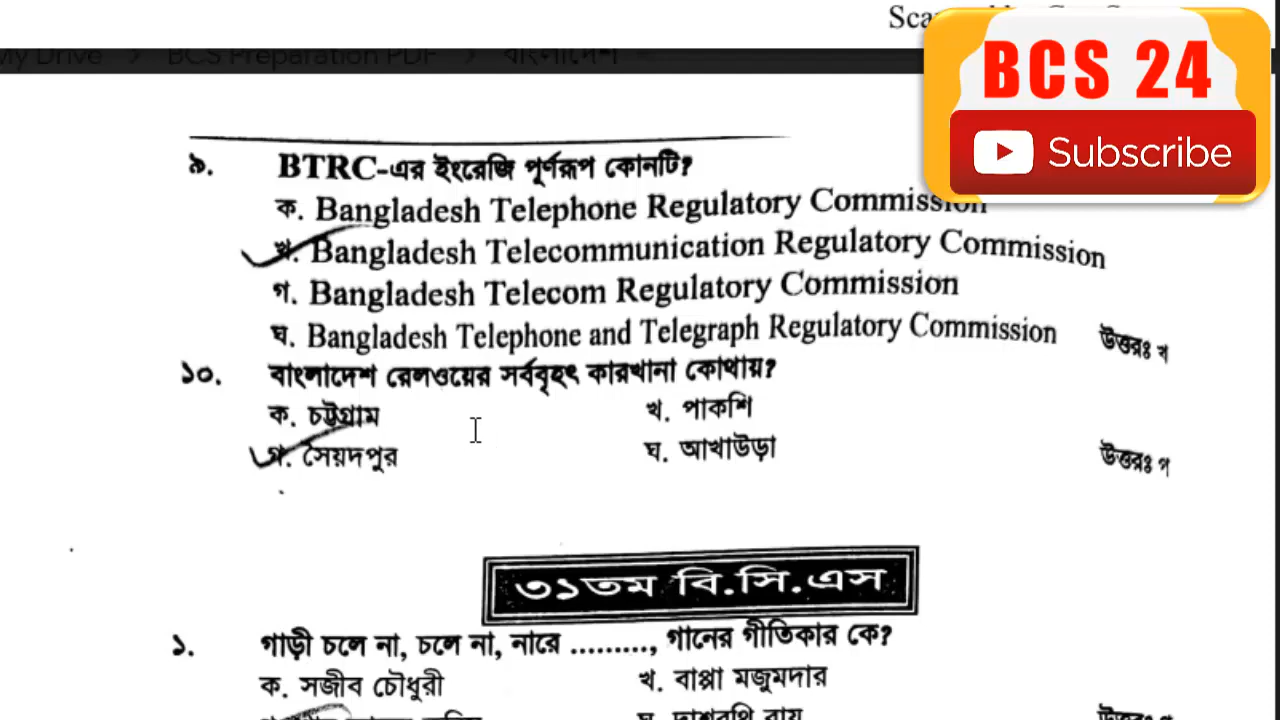 BCS 24
Subscribe
My Drive > BCS Preparation PDF > বাংলাদেশ
৯. BTRC-এর ইংরেজি পূর্ণরূপ কোনটি?
ক. Bangladesh Telephone Regulatory Commission
খ. Bangladesh Telecommunication Regulatory Commission
গ. Bangladesh Telecom Regulatory Commission
ঘ. Bangladesh Telephone and Telegraph Regulatory Commission উত্তরঃ খ
১০. বাংলাদেশ রেলওয়ের সর্ববৃহৎ কারখানা কোথায়?
ক. চট্টগ্রাম খ. পাকশি
গ. সৈয়দপুর ঘ. আখাউড়া উত্তরঃ গ
৩১তম বি.সি.এস
১. গাড়ী চলে না, চলে না, নারে ........., গানের গীতিকার কে?
ক. সজীব চৌধুরী খ. বাপ্পা মজুমদার